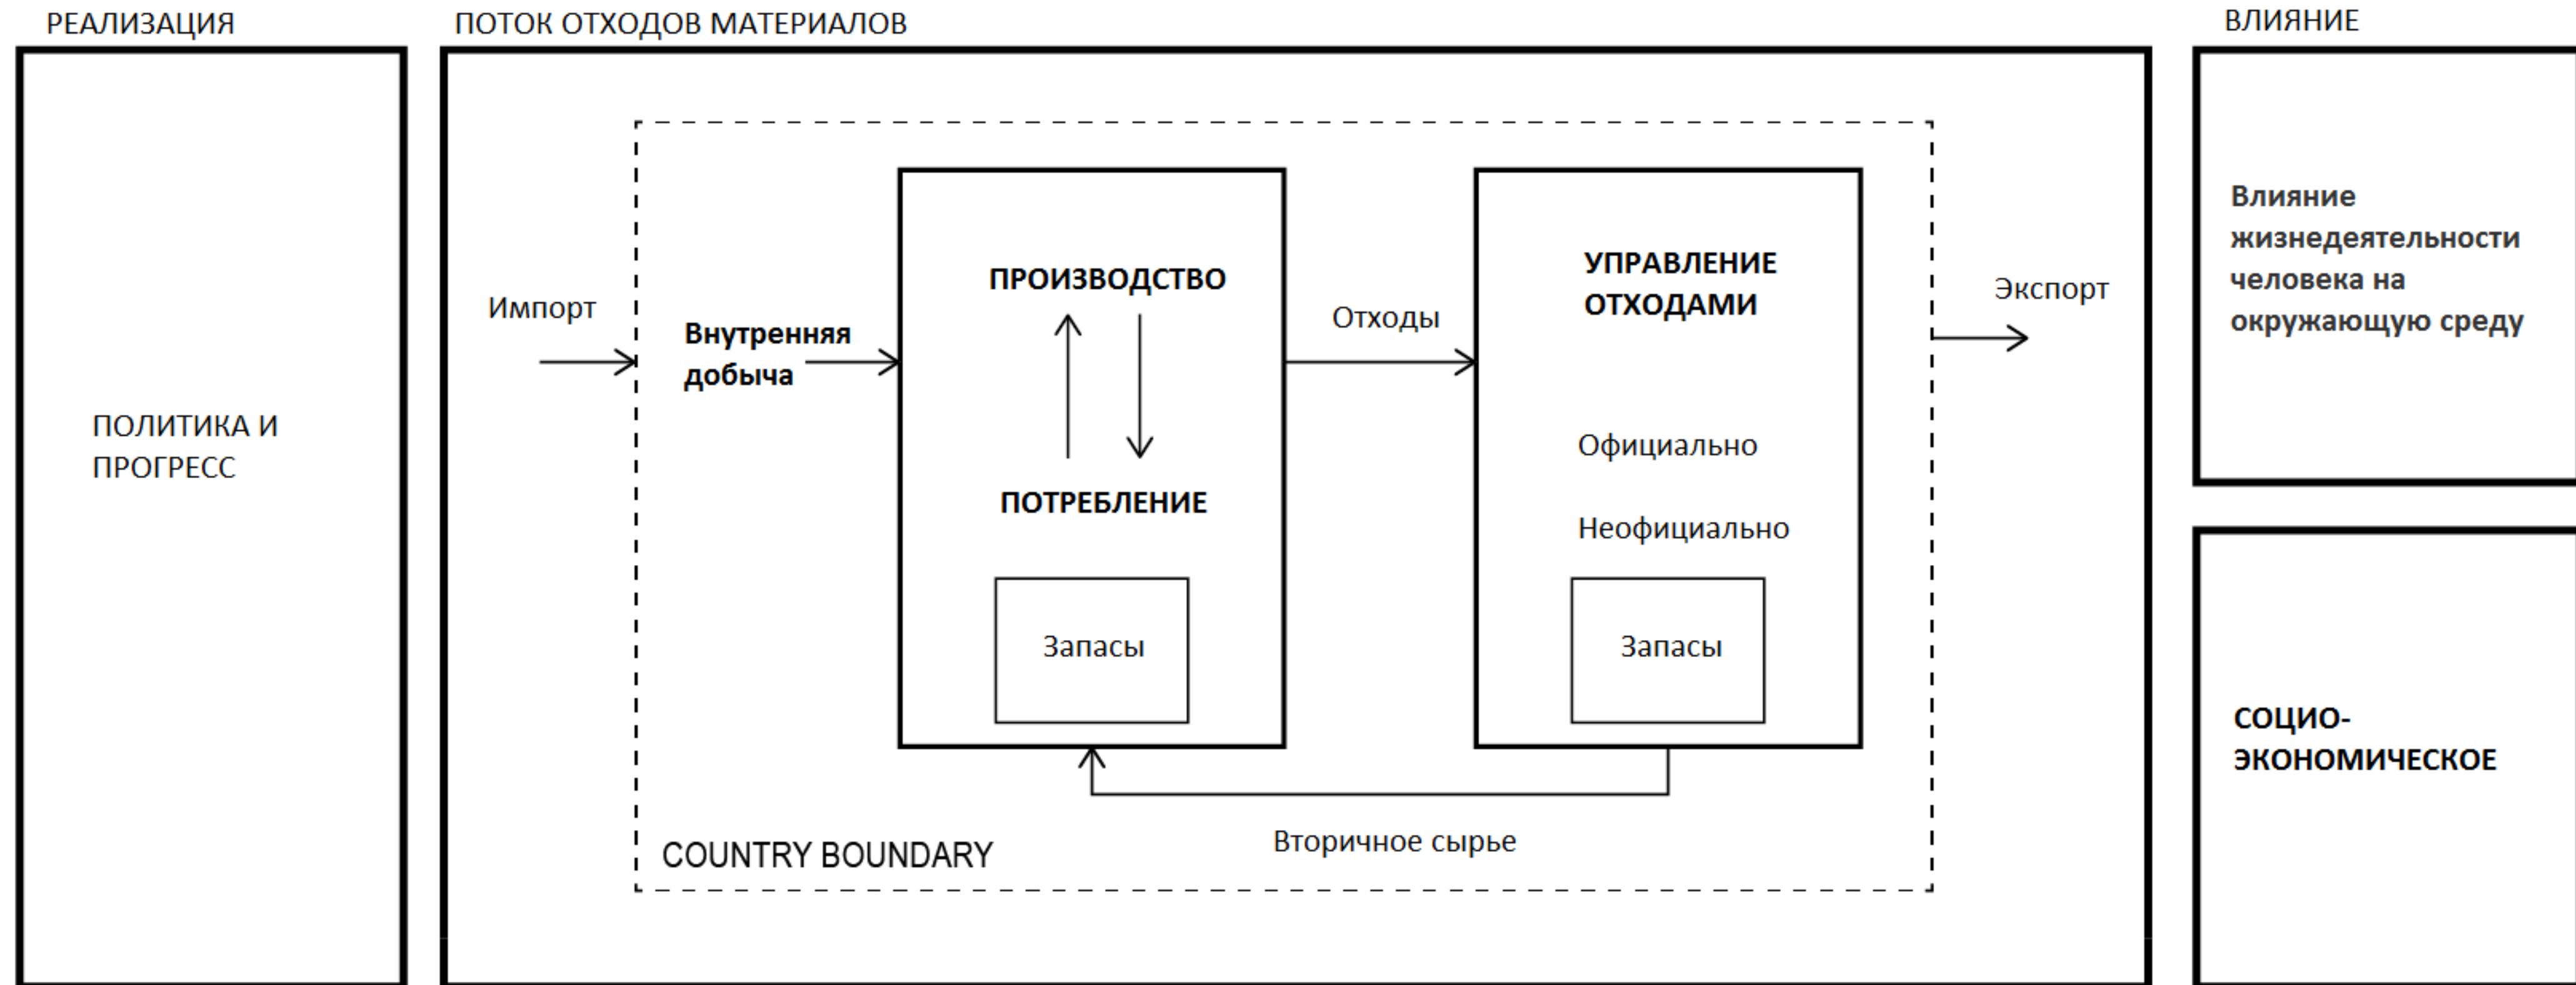 РЕАЛИЗАЦИЯ
ПОЛИТИКА И
ПРОГРЕСС
ПОТОК ОТХОДОВ МАТЕРИАЛОВ
Импорт
Внутренняя
добыча
ПРОИЗВОДСТВО
ПОТРЕБЛЕНИЕ
Запасы
Отходы
УПРАВЛЕНИЕ
ОТХОДАМИ
Официально
Неофициально
Запасы
Экспорт
Вторичное сырье
COUNTRY BOUNDARY
ВЛИЯНИЕ
Влияние
жизнедеятельности
человека на
окружающую среду
СОЦИО-
ЭКОНОМИЧЕСКОЕ